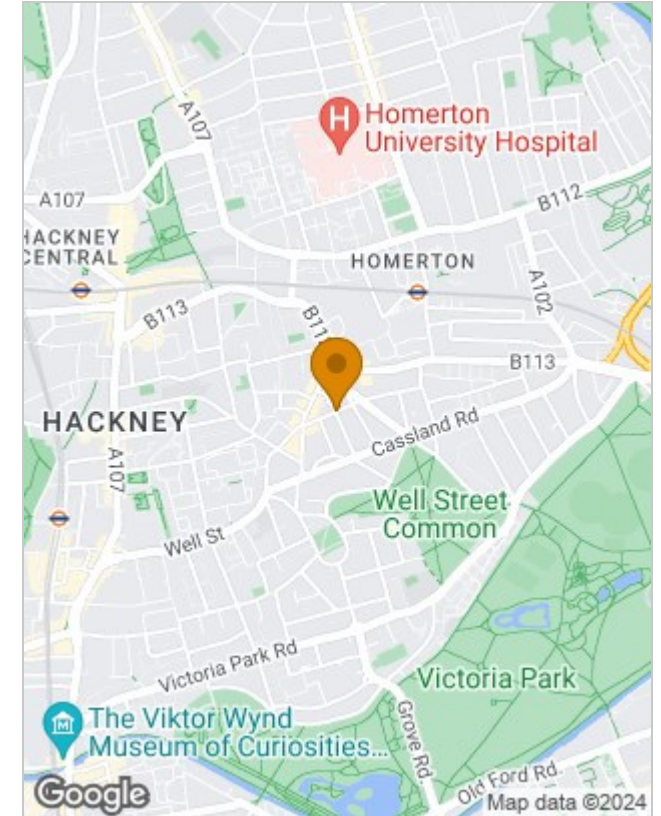 A107
H
Homerton
University Hospital
A107
B112
HACKNEY
CENTRAL
HOMERTON
A102
B113
B11
B113
HACKNEY
A107
Cassland Rd
Well Street
Common
Well St
Victoria Park Rd
Victoria Park
The Viktor Wynd
Museum of Curiosities...
Grove Rd
Old Ford Rd
Google
Map data ©2024